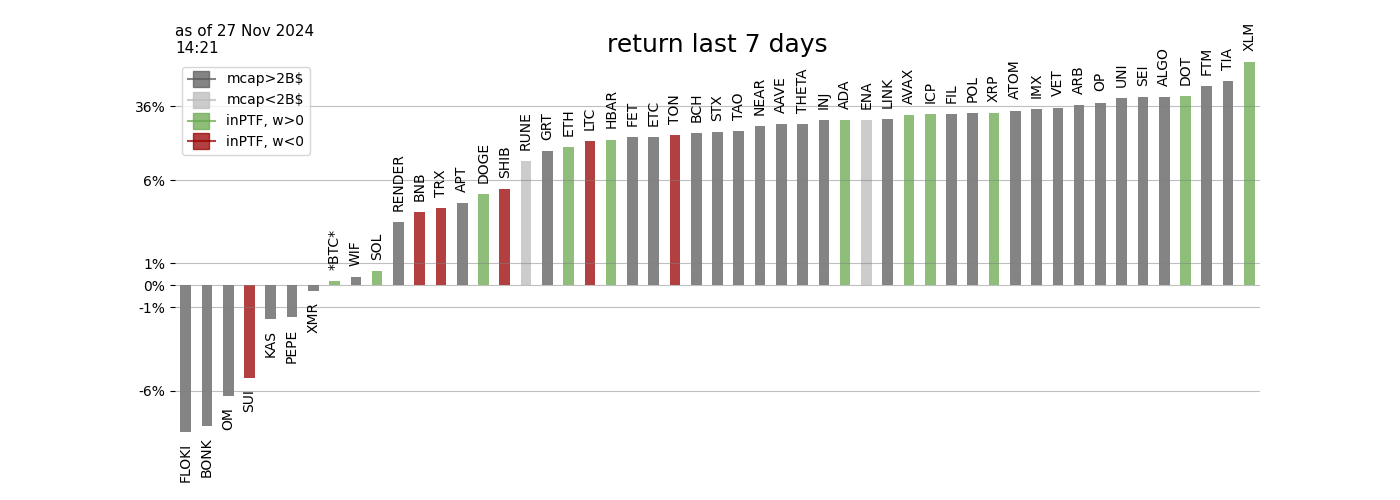 as of 27 Nov 2024
14:21
return last 7 days
mcap>2B$
mcap<2B$
inPTF, w>0
inPTF, w<0
36%
6%
1%
0%
-1%
-6%
FLOKI
BONK
OM
SUI
KAS
PEPE
XMR
*BTC*
WIF
SOL
RENDER
BNB
TRX
APT
DOGE
SHIB
RUNE
GRT
ETH
LTC
HBAR
FET
ETC
TON
BCH
STX
TAO
NEAR
AAVE
THETA
INJ
ADA
ENA
LINK
AVAX
ICP
FIL
POL
XRP
ATOM
IMX
VET
ARB
OP
UNI
SEI
ALGO
DOT
FTM
TIA
XLM